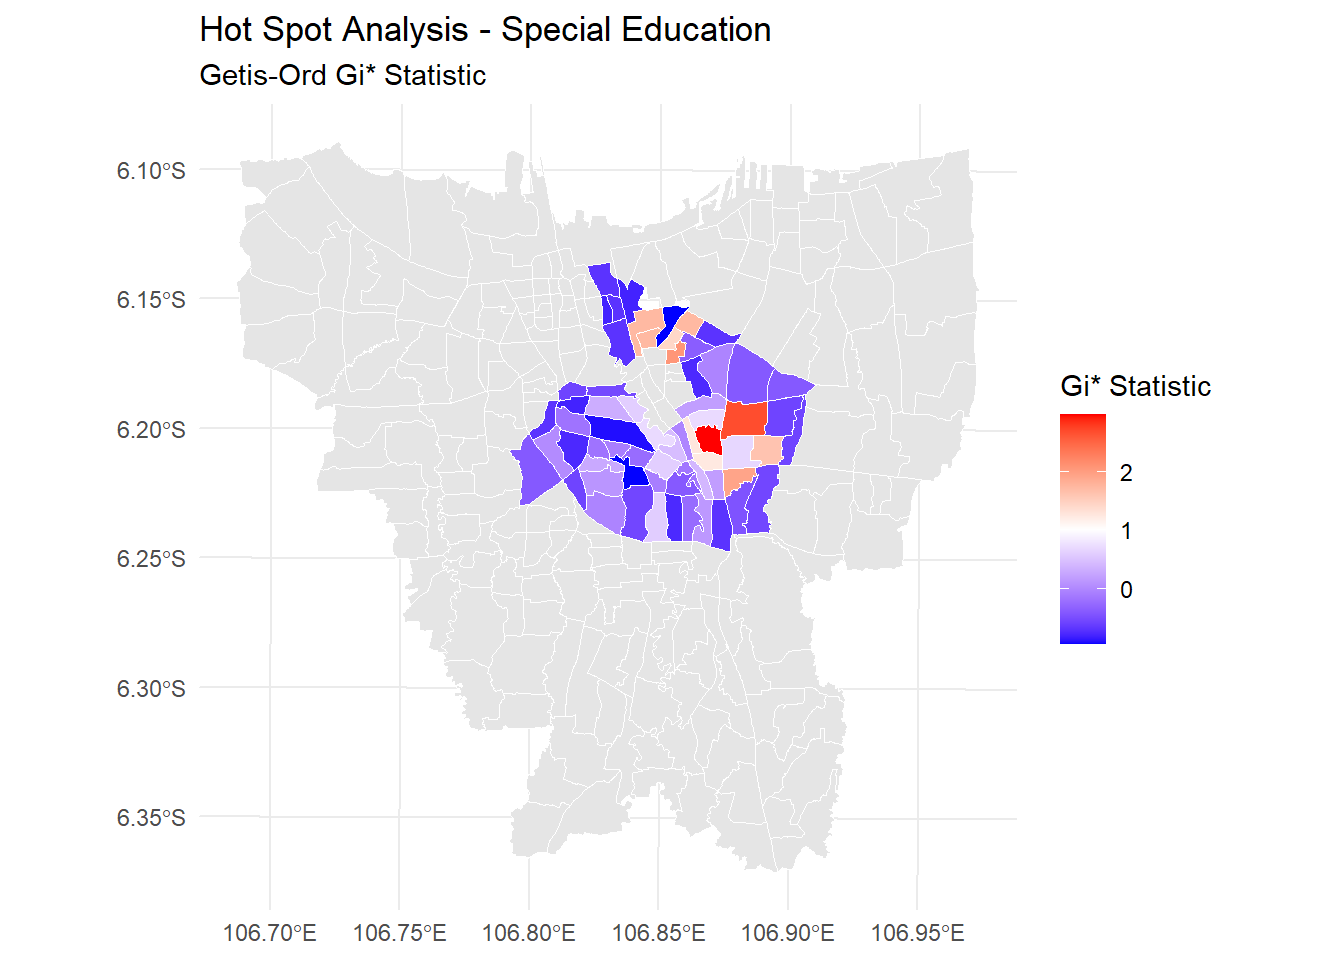 Hot Spot Analysis - Special Education
Getis-Ord Gi* Statistic
6.10°S
6.15°S
6.20°S
6.25°S
6.30°S
6.35°S
106.70°E
106.75°E
106.80°E
106.85°E
106.90°E
106.95°E
Gi* Statistic
2
1
0